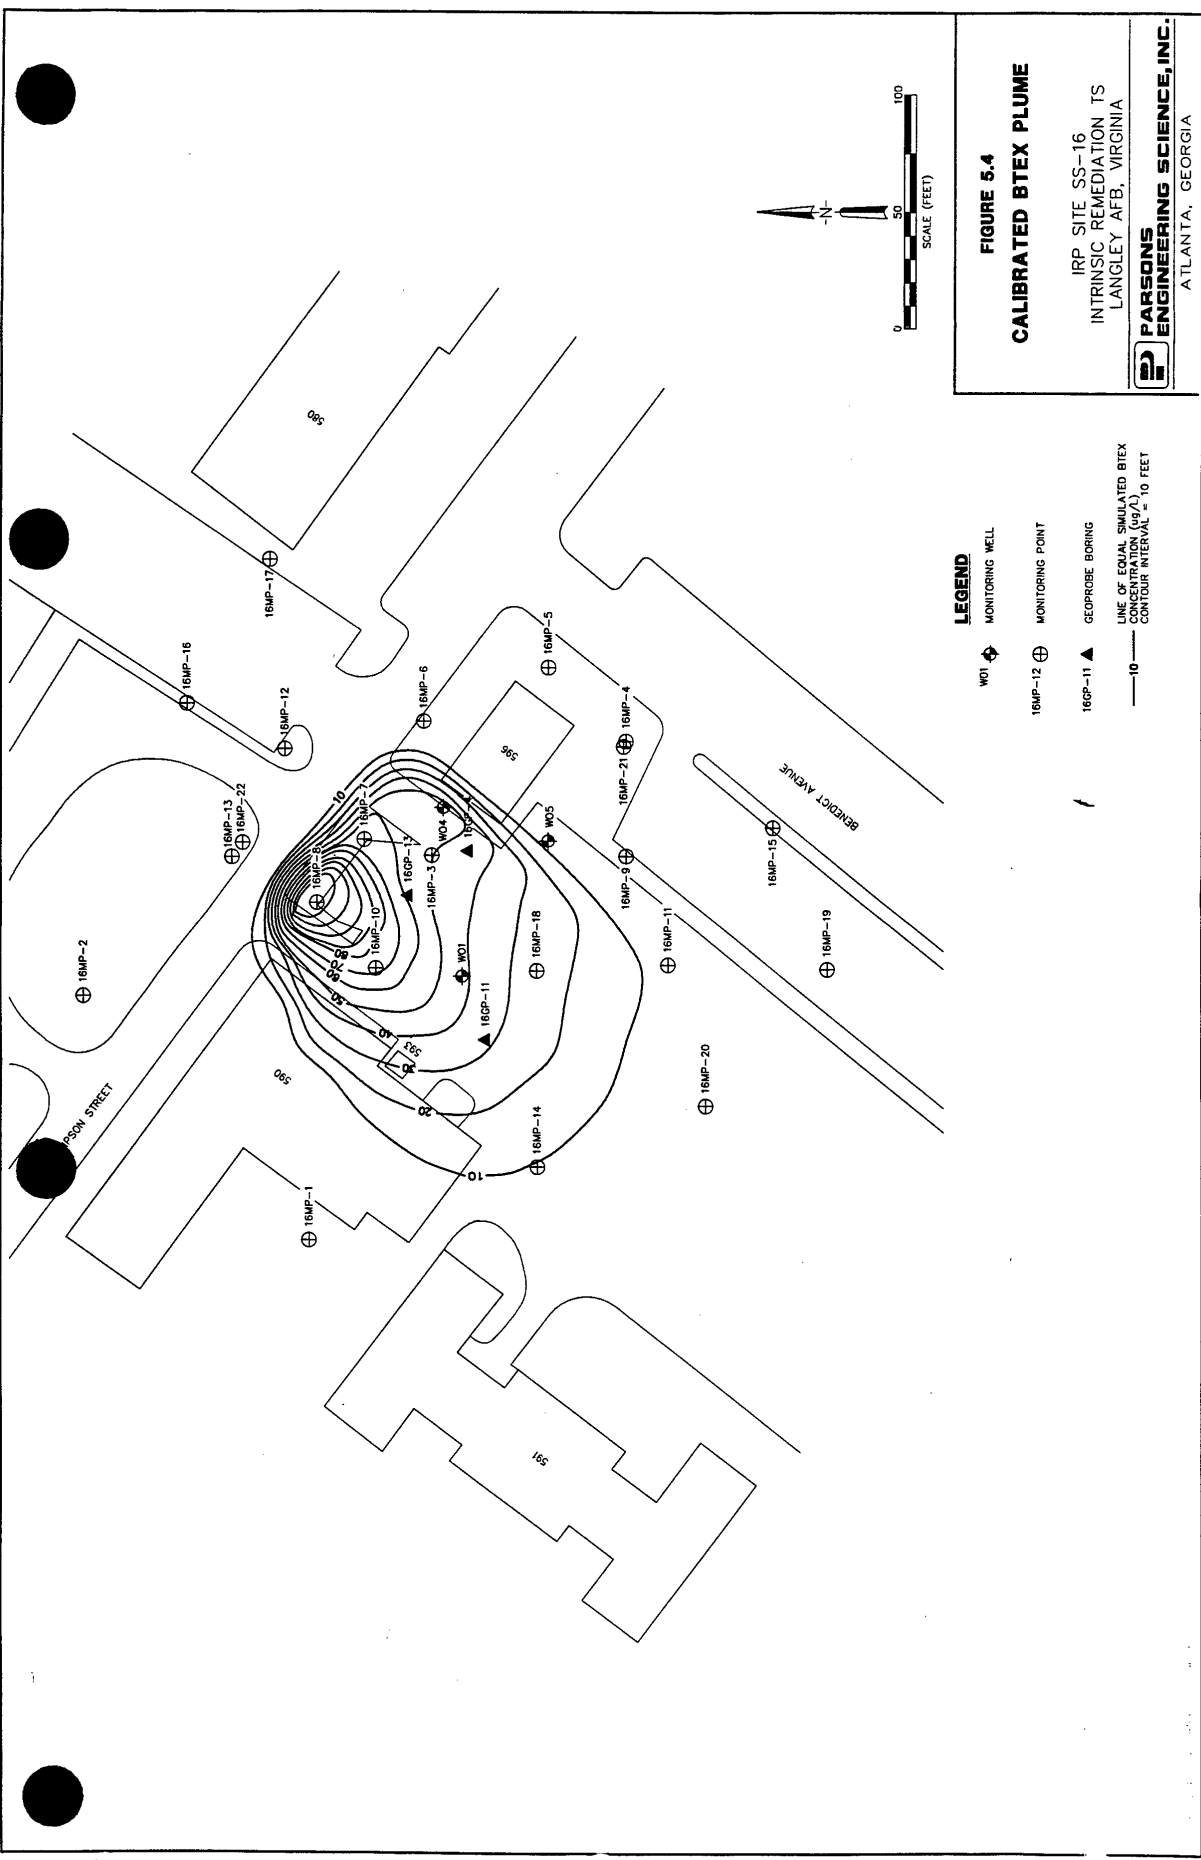 16MP-2
16MP-13
16MP-22
16MP-16
16MP-12
16MP-17
580
PSON STREET
590
16MP-1
16MP-8
16MP-7
10
16MP-10
16GP-13
16MP-3
W04
16MP-6
80
70
60
50
40
30
20
10
593
W01
16GP-11
596
16MP-5
16MP-14
16MP-18
W05
16MP-21
16MP-4
16MP-9
16MP-11
16MP-20
16MP-15
16MP-19
BENEDICT AVENUE
591
-N-
0
50
100
SCALE (FEET)
LEGEND
W01
MONITORING WELL
16MP-12
MONITORING POINT
16GP-11
GEOPROBE BORING
10
LINE OF EQUAL SIMULATED BTEX
CONCENTRATION (ug/L)
CONTOUR INTERVAL = 10 FEET
FIGURE 5.4
CALIBRATED BTEX PLUME
IRP SITE SS-16
INTRINSIC REMEDIATION TS
LANGLEY AFB, VIRGINIA
PARSONS
ENGINEERING SCIENCE, INC.
ATLANTA, GEORGIA